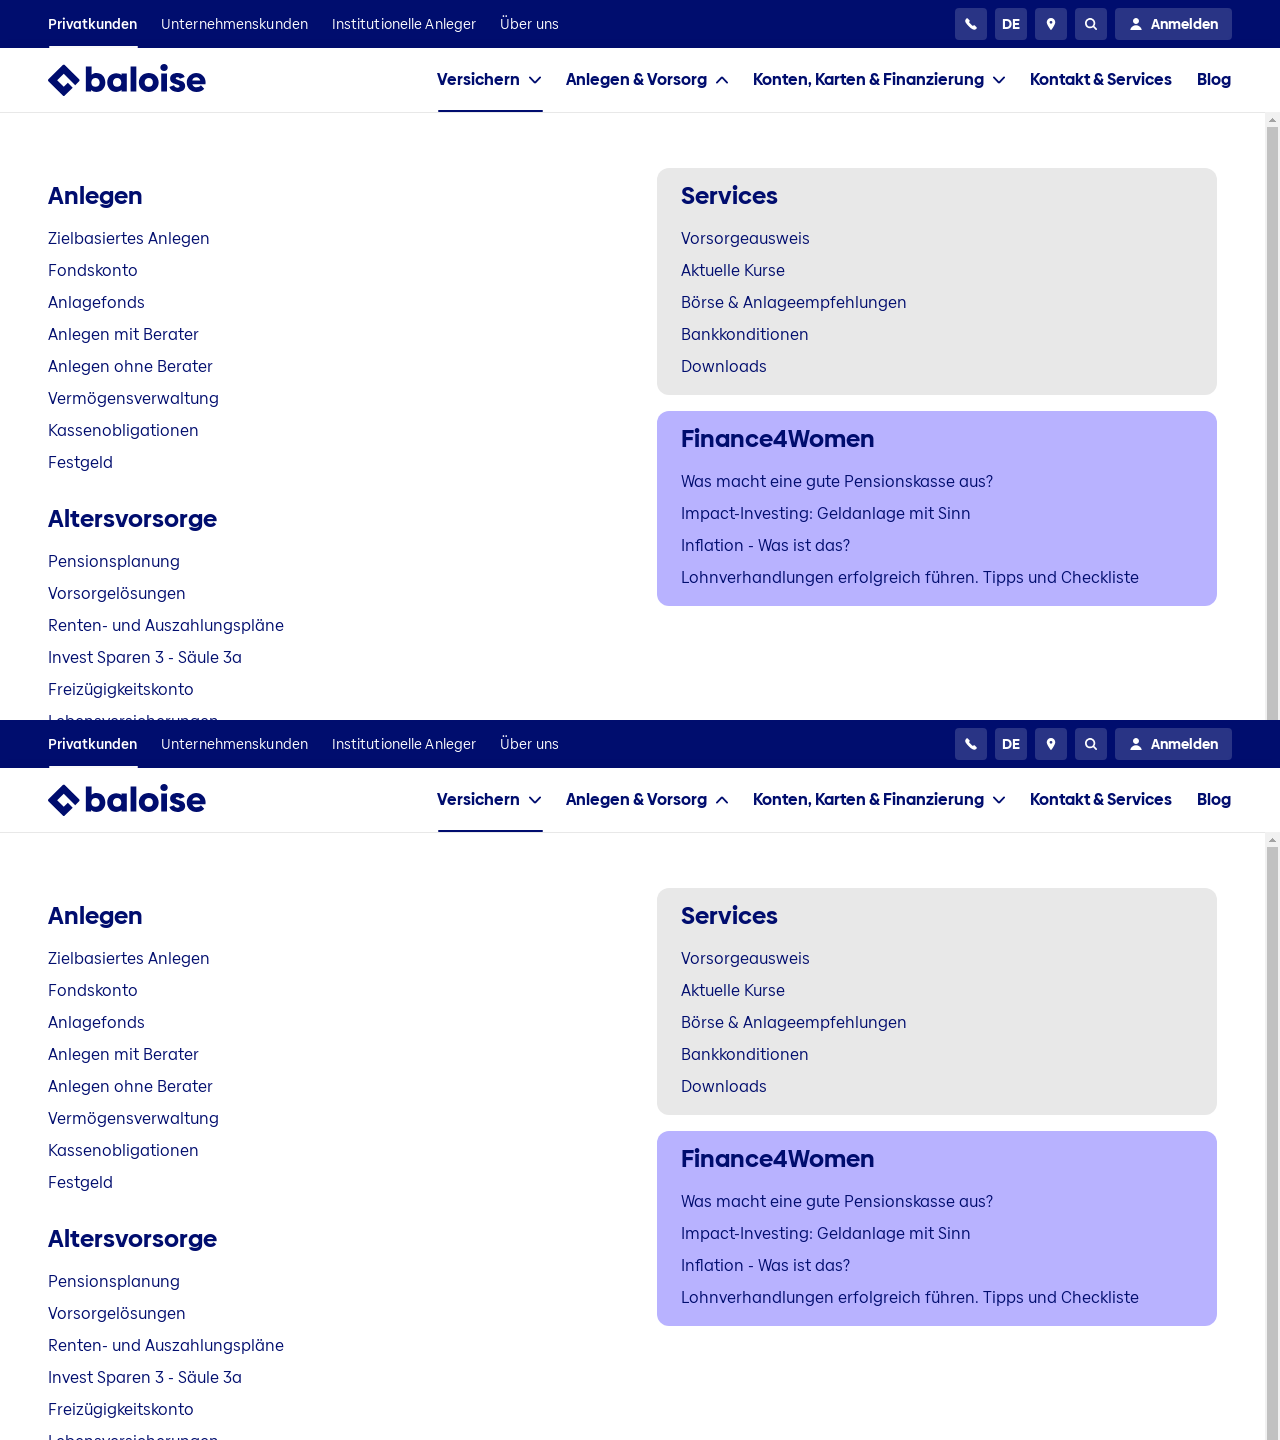 Privatkunden Unternehmenskunden Institutionelle Anleger Über uns DE Anmelden
baloise Versichern Anlegen & Vorsorg Konten, Karten & Finanzierung Kontakt & Services Blog
Anlegen
Zielbasiertes Anlegen
Fondskonto
Anlagefonds
Anlegen mit Berater
Anlegen ohne Berater
Vermögensverwaltung
Kassenobligationen
Festgeld
Altersvorsorge
Pensionsplanung
Vorsorgelösungen
Renten- und Auszahlungspläne
Invest Sparen 3 - Säule 3a
Freizügigkeitskonto
Lebensversicherungen
Services
Vorsorgeausweis
Aktuelle Kurse
Börse & Anlageempfehlungen
Bankkonditionen
Downloads
Finance4Women
Was macht eine gute Pensionskasse aus?
Impact-Investing: Geldanlage mit Sinn
Inflation - Was ist das?
Lohnverhandlungen erfolgreich führen. Tipps und Checkliste
Privatkunden Unternehmenskunden Institutionelle Anleger Über uns DE Anmelden
baloise Versichern Anlegen & Vorsorg Konten, Karten & Finanzierung Kontakt & Services Blog
Anlegen
Zielbasiertes Anlegen
Fondskonto
Anlagefonds
Anlegen mit Berater
Anlegen ohne Berater
Vermögensverwaltung
Kassenobligationen
Festgeld
Altersvorsorge
Pensionsplanung
Vorsorgelösungen
Renten- und Auszahlungspläne
Invest Sparen 3 - Säule 3a
Freizügigkeitskonto
Lebensversicherungen
Services
Vorsorgeausweis
Aktuelle Kurse
Börse & Anlageempfehlungen
Bankkonditionen
Downloads
Finance4Women
Was macht eine gute Pensionskasse aus?
Impact-Investing: Geldanlage mit Sinn
Inflation - Was ist das?
Lohnverhandlungen erfolgreich führen. Tipps und Checkliste